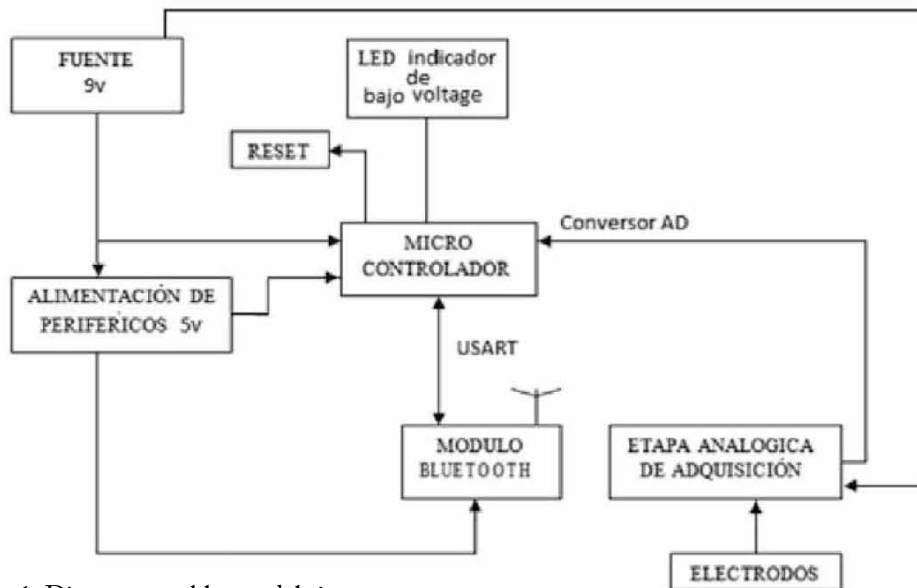 FUENTE
9v
LED indicador
de
bajo voltage
RESET
Conversor AD
MICRO
CONTROLADOR
ALIMENTACIÓN DE
PERIFERICOS 5v
USART
MODULO
BLUETOOTH
ETAPA ANALOGICA
DE ADQUISICIÓN
ELECTRODOS